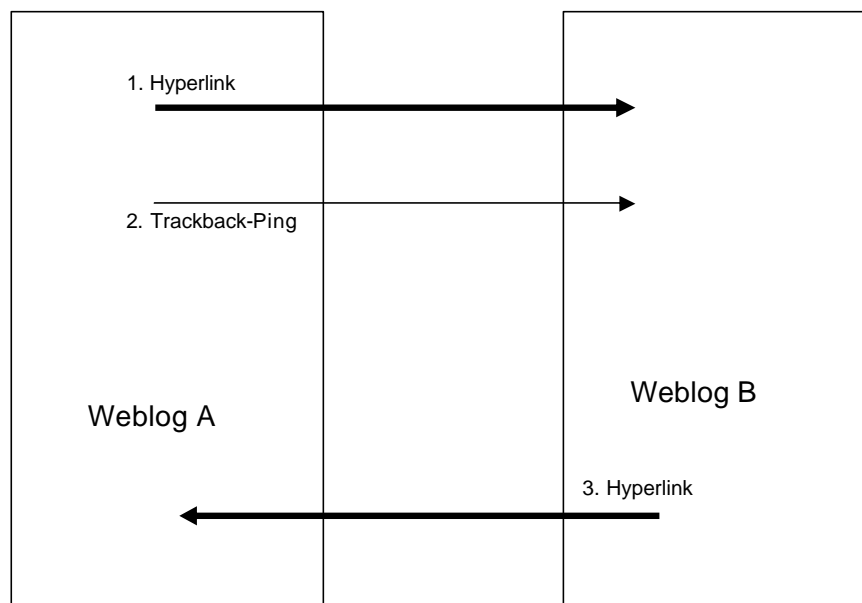 1. Hyperlink
2. Trackback-Ping
Weblog A
Weblog B
3. Hyperlink